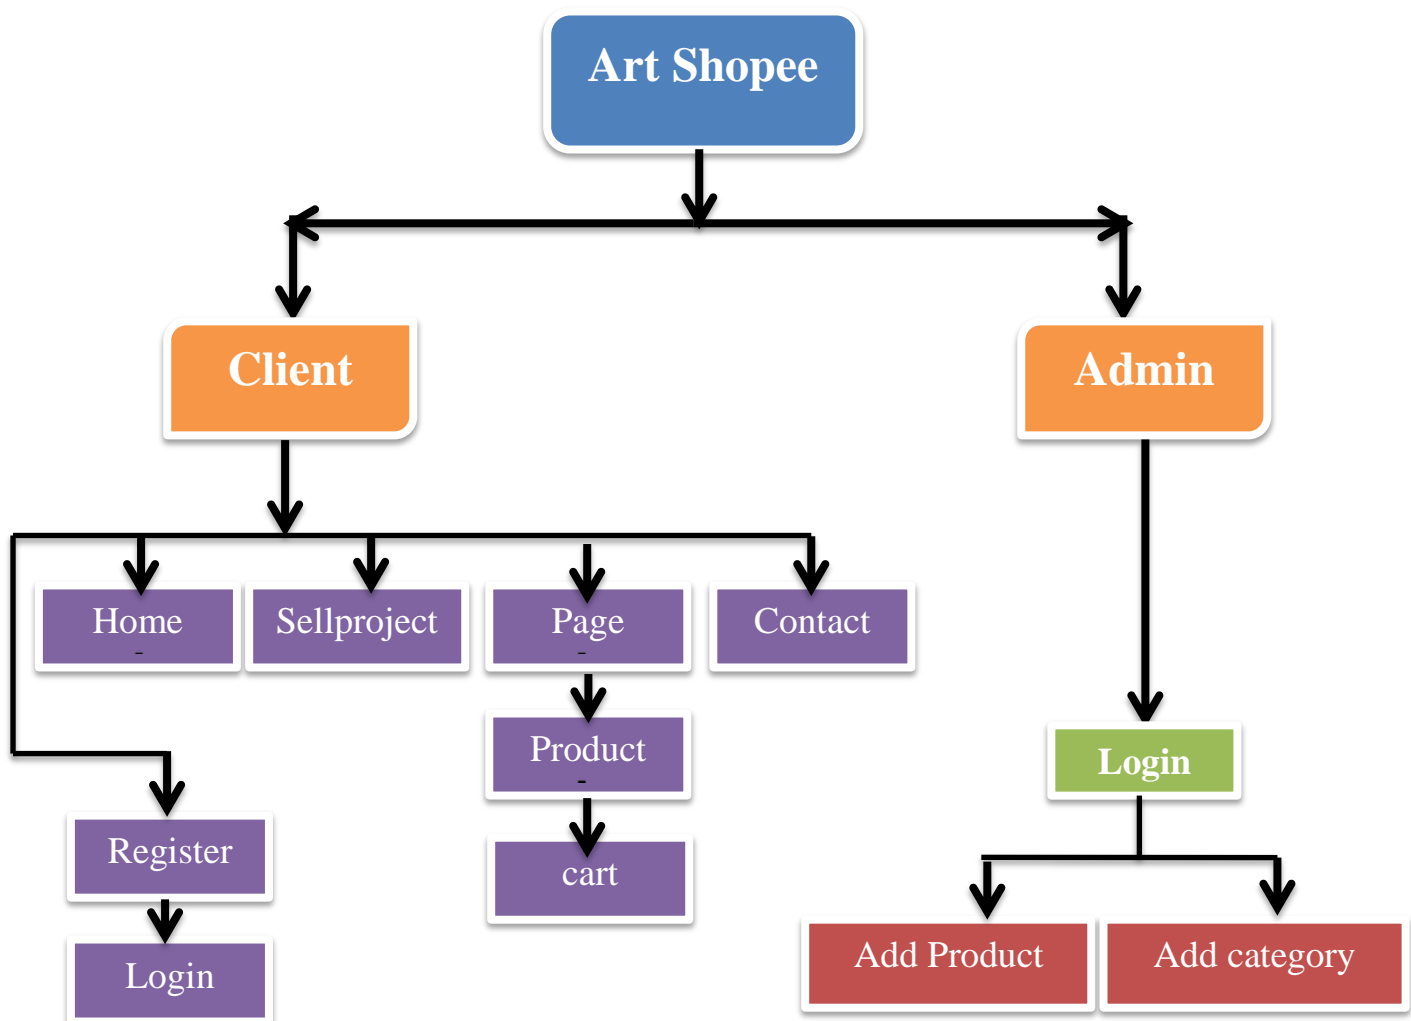 Art Shopee
Client
Admin
Home
-
Sellproject
Page
-
Contact
Product
-
Login
Register
cart
Login
Add Product
Add category